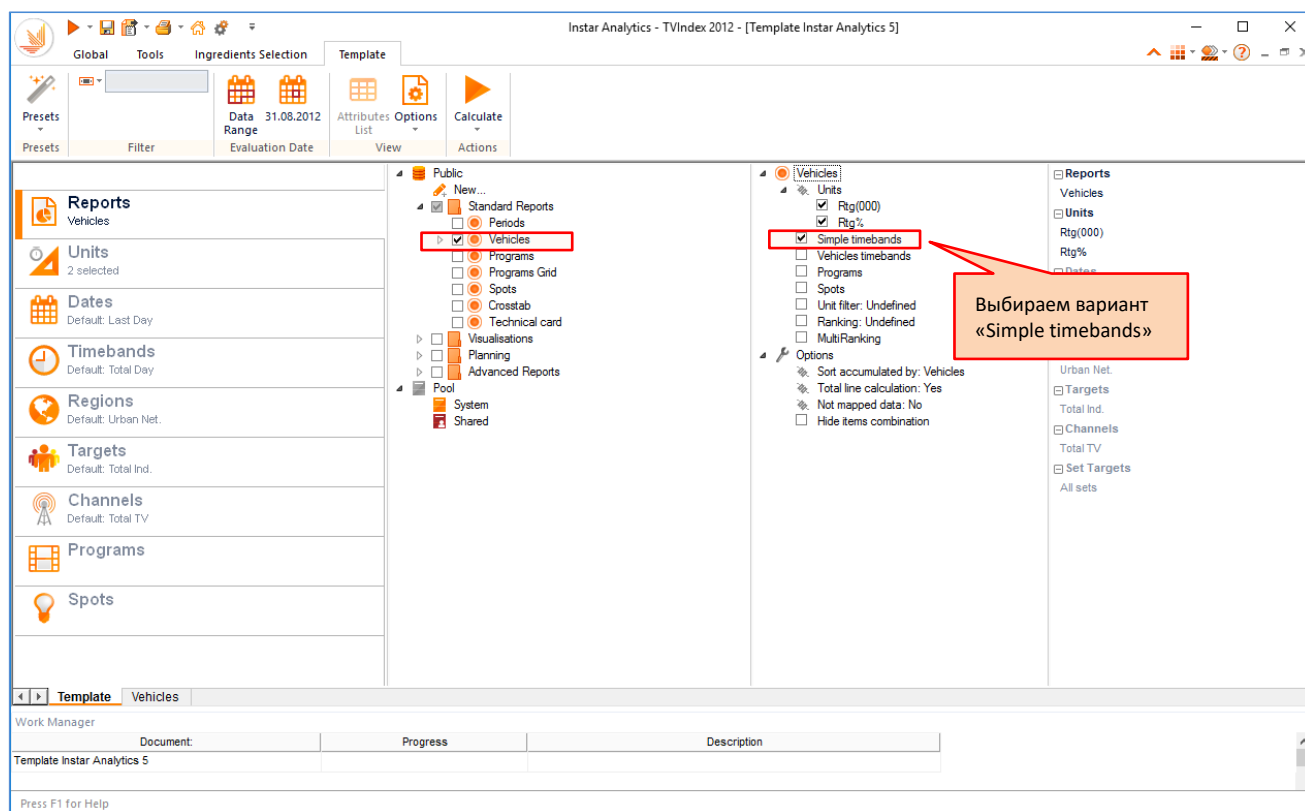 Instar Analytics - TVIndex 2012 - [Template Instar Analytics 5]
Global Tools Ingredients Selection Template
Presets
Data Range
31.08.2012
Attributes List
Options
Calculate
Presets Filter Evaluation Date View Actions
Reports
Vehicles
Units
2 selected
Dates
Default: Last Day
Timebands
Default: Total Day
Regions
Default: Urban Net.
Targets
Default: Total Ind.
Channels
Default: Total TV
Programs
Spots
Public
New...
Standard Reports
Periods
Vehicles
Programs
Programs Grid
Spots
Crosstab
Technical card
Visualisations
Planning
Advanced Reports
Pool
System
Shared
Vehicles
Units
Rtg(000)
Rtg%
Simple timebands
Vehicles timebands
Programs
Spots
Unit filter: Undefined
Ranking: Undefined
MultiRanking
Options
Sort accumulated by: Vehicles
Total line calculation: Yes
Not mapped data: No
Hide items combination
Reports
Vehicles
Units
Rtg(000)
Rtg%
Dates
Выбираем вариант
«Simple timebands»
Urban Net.
Targets
Total Ind.
Channels
Total TV
Set Targets
All sets
Template Vehicles
Work Manager
Document: Progress Description
Template Instar Analytics 5
Press F1 for Help